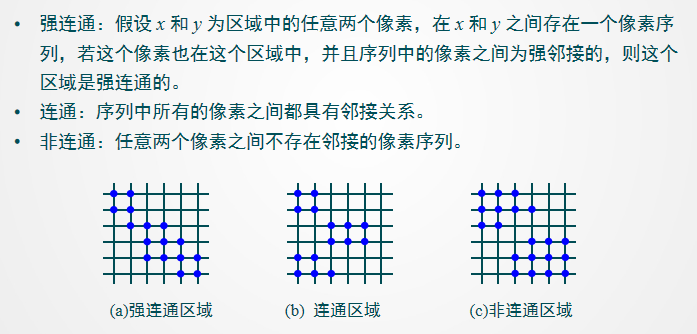 • 强连通：假设 x 和 y 为区域中的任意两个像素，在 x 和 y 之间存在一个像素序
列，若这个像素也在这个区域中，并且序列中的像素之间为强邻接的，则这个
区域是强连通的。
• 连通：序列中所有的像素之间都具有邻接关系。
• 非连通：任意两个像素之间不存在邻接的像素序列。
(a)强连通区域
(b) 连通区域
(c)非连通区域